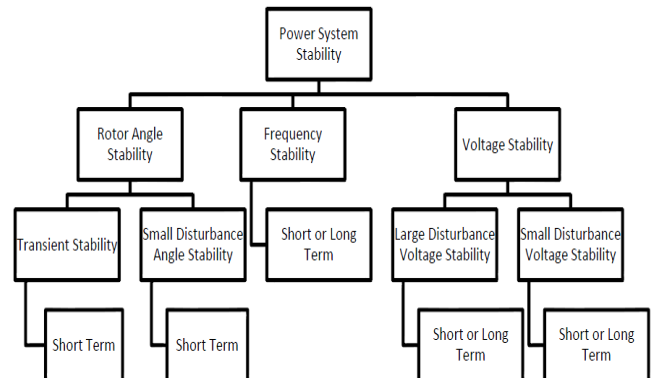 Power System
Stability
Rotor Angle
Stability
Frequency
Stability
Voltage Stability
Transient Stability
Small Disturbance
Angle Stability
Short or Long
Term
Large Disturbance
Voltage Stability
Small Disturbance
Voltage Stability
Short Term
Short Term
Short or Long
Term
Short or Long
Term